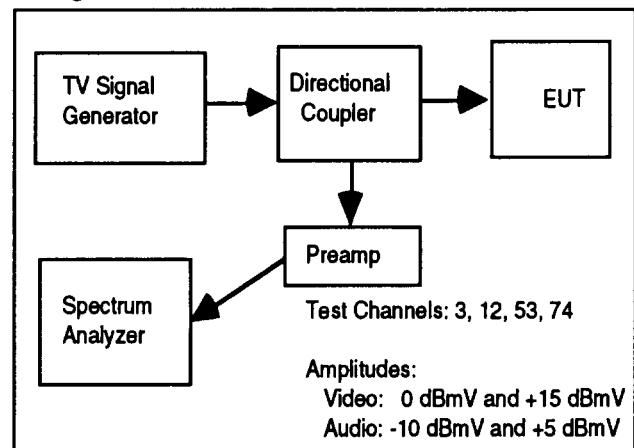 TV Signal
Generator
Directional
Coupler
EUT
Preamp
Spectrum
Analyzer
Test Channels: 3, 12, 53, 74
Amplitudes:
Video: 0 dBmV and +15 dBmV
Audio: -10 dBmV and +5 dBmV